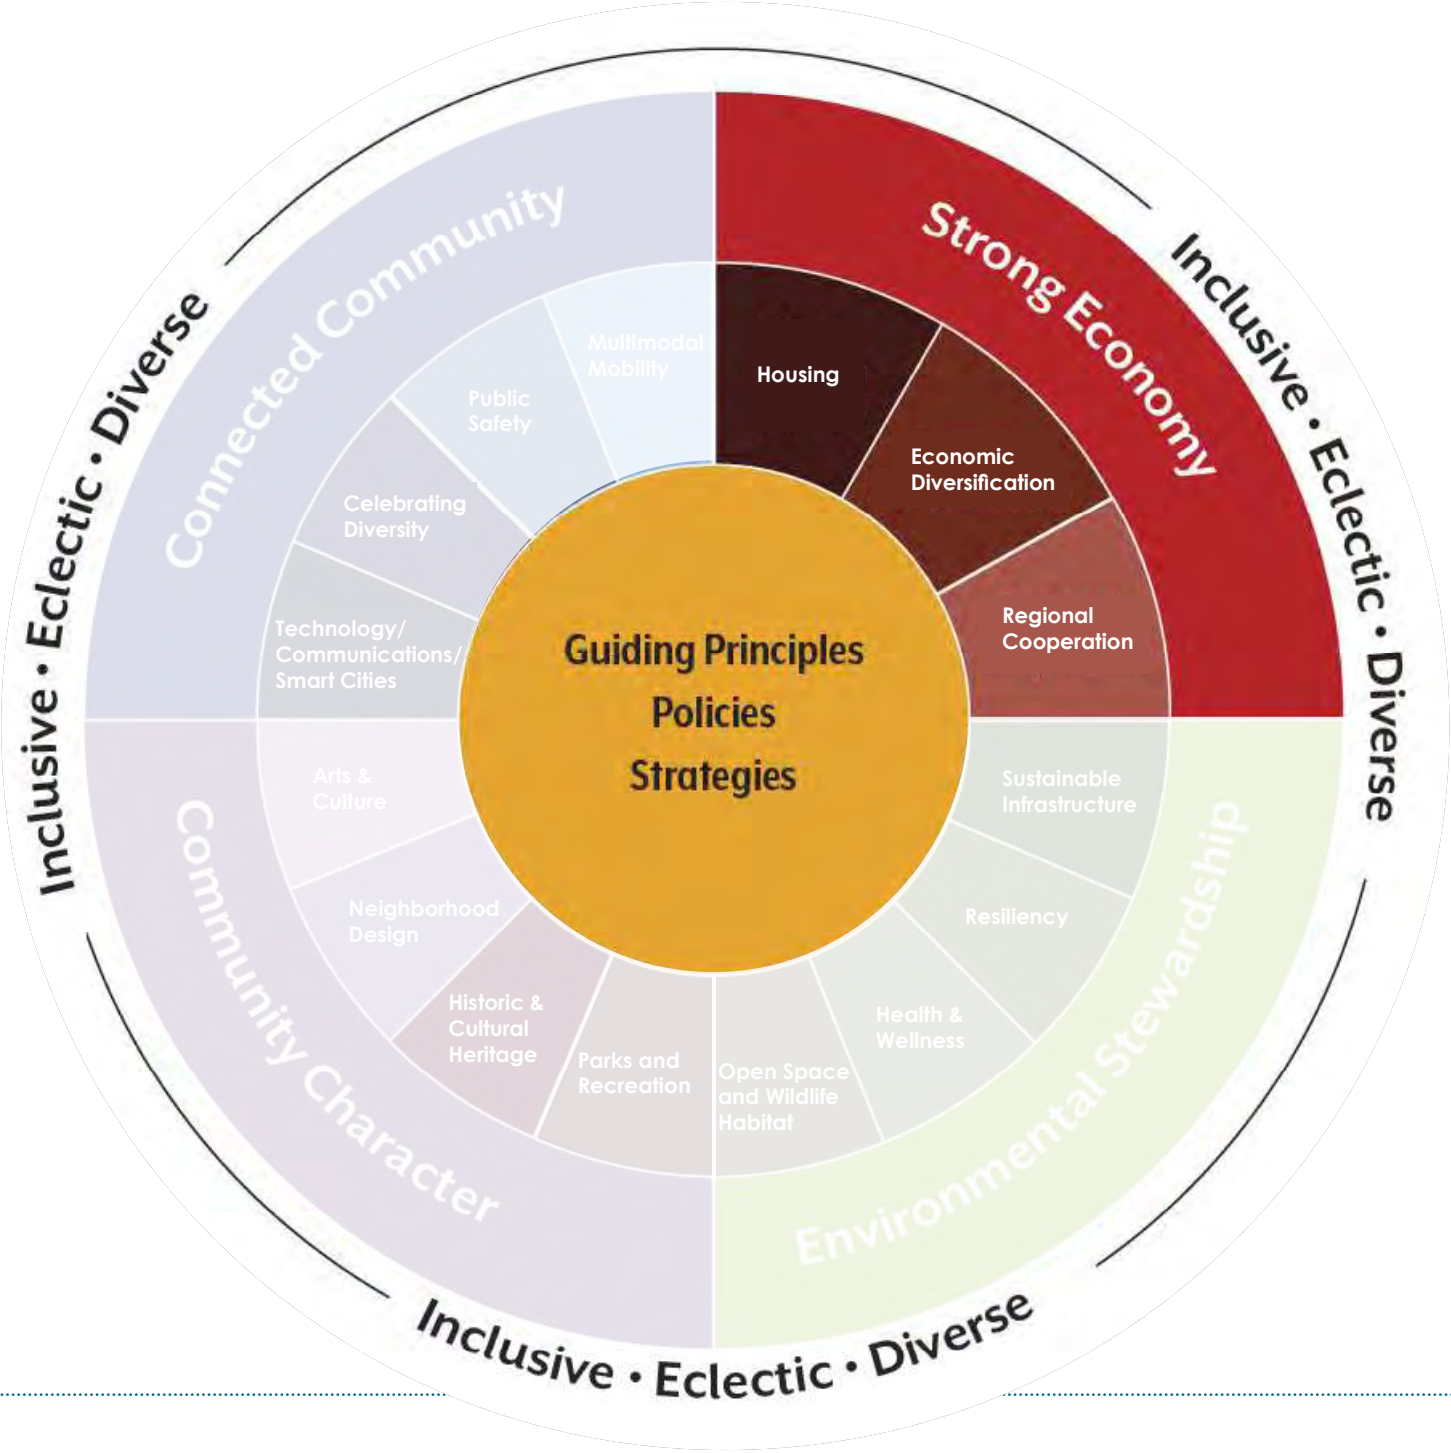 Inclusive • Eclectic • Diverse
Inclusive • Eclectic • Diverse
Inclusive • Eclectic • Diverse
Connected Community
Strong Economy
Community Character
Environmental Stewardship
Multimodal
Mobility
Public
Safety
Celebrating
Diversity
Technology/
Communications/
Smart Cities
Housing
Economic
Diversification
Regional
Cooperation
Guiding Principles
Policies
Strategies
Arts &
Culture
Neighborhood
Design
Historic &
Cultural
Heritage
Parks and
Recreation
Sustainable
Infrastructure
Resiliency
Health &
Wellness
Open Space
and Wildlife
Habitat